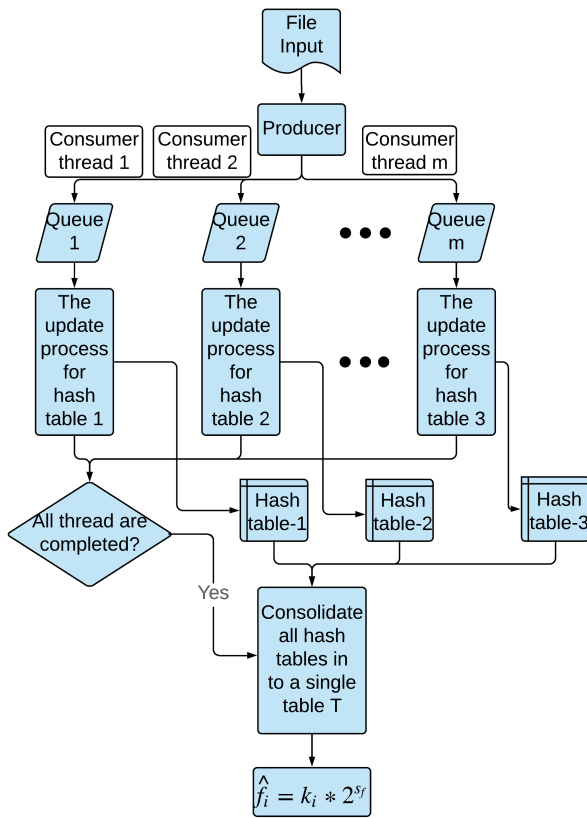 File
Input
Producer
Consumer
thread 1
Consumer
thread 2
Consumer
thread m
Queue
1
Queue
2
Queue
m
The
update
process
for
hash
table 1
The
update
process
for
hash
table 2
The
update
process
for
hash
table 3
All thread are
completed?
Hash
table-1
Hash
table-2
Hash
table-3
Yes
Consolidate
all hash
tables in
to a single
table T
$\hat{f}_i = k_i * 2^{s_f}$